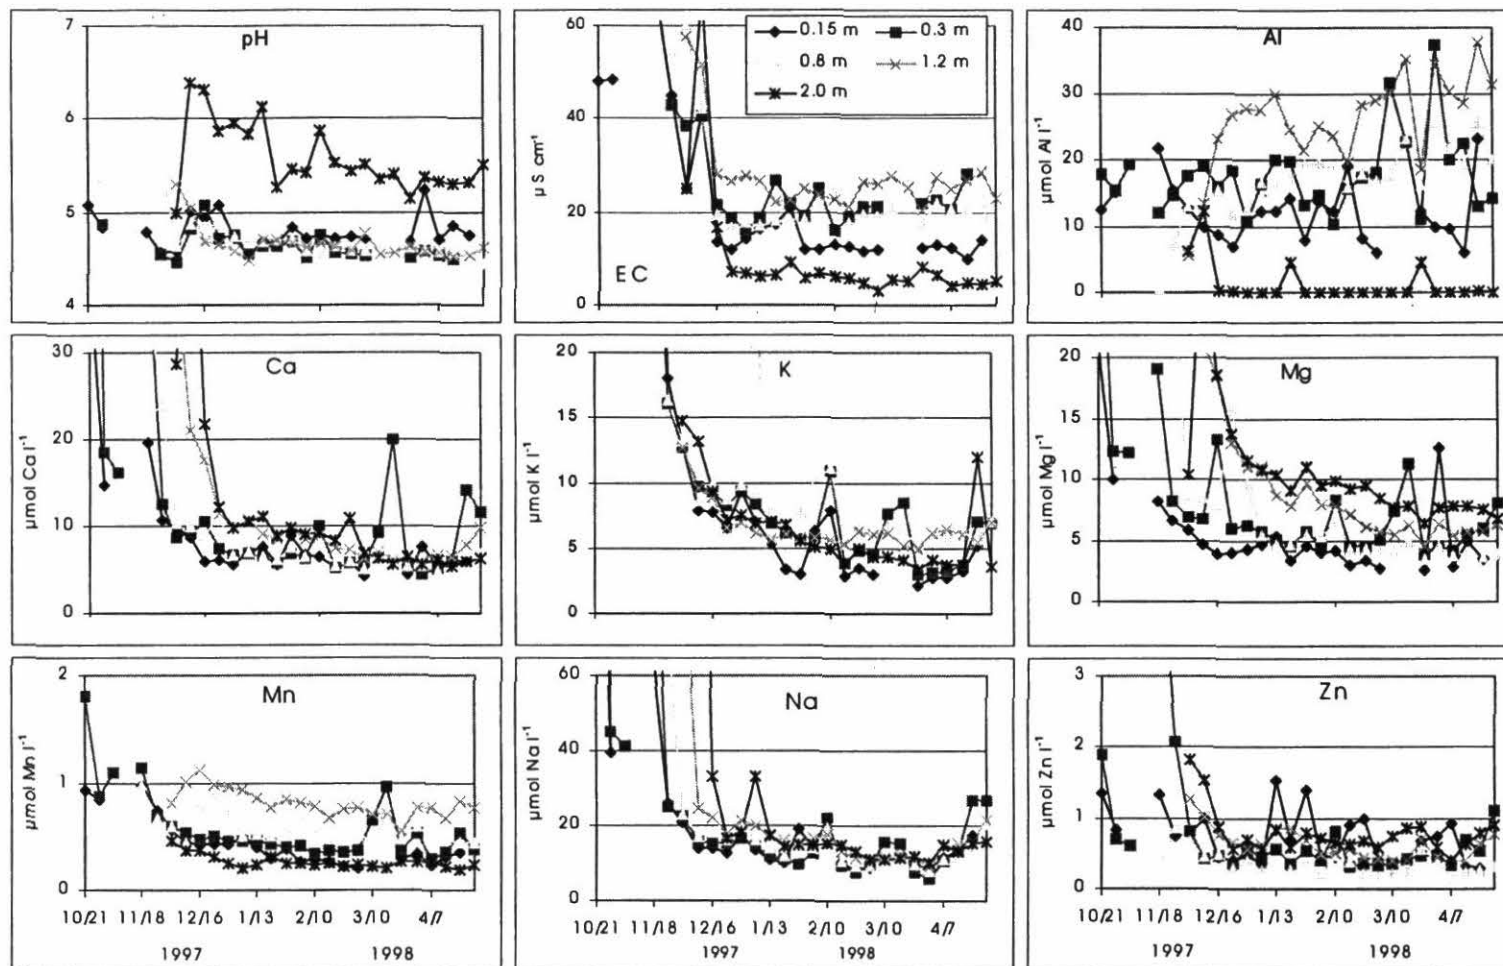 7
pH
6
5
4
60
0.15 m
0.3 m
0.8 m
1.2 m
2.0 m
40
µ S cm⁻¹
20
EC
0
40
Al
30
µmol Al l⁻¹
20
10
0
30
Ca
20
µmol Ca l⁻¹
10
0
20
K
15
µmol K l⁻¹
10
5
0
20
Mg
15
µmol Mg l⁻¹
10
5
0
2
Mn
µmol Mn l⁻¹
1
0
10/21 11/18 12/16 1/13 2/10 3/10 4/7
1997 1998
60
Na
40
µmol Na l⁻¹
20
0
10/21 11/18 12/16 1/13 2/10 3/10 4/7
1997 1998
3
Zn
2
µmol Zn l⁻¹
1
0
10/21 11/18 12/16 1/13 2/10 3/10 4/7
1997 1998